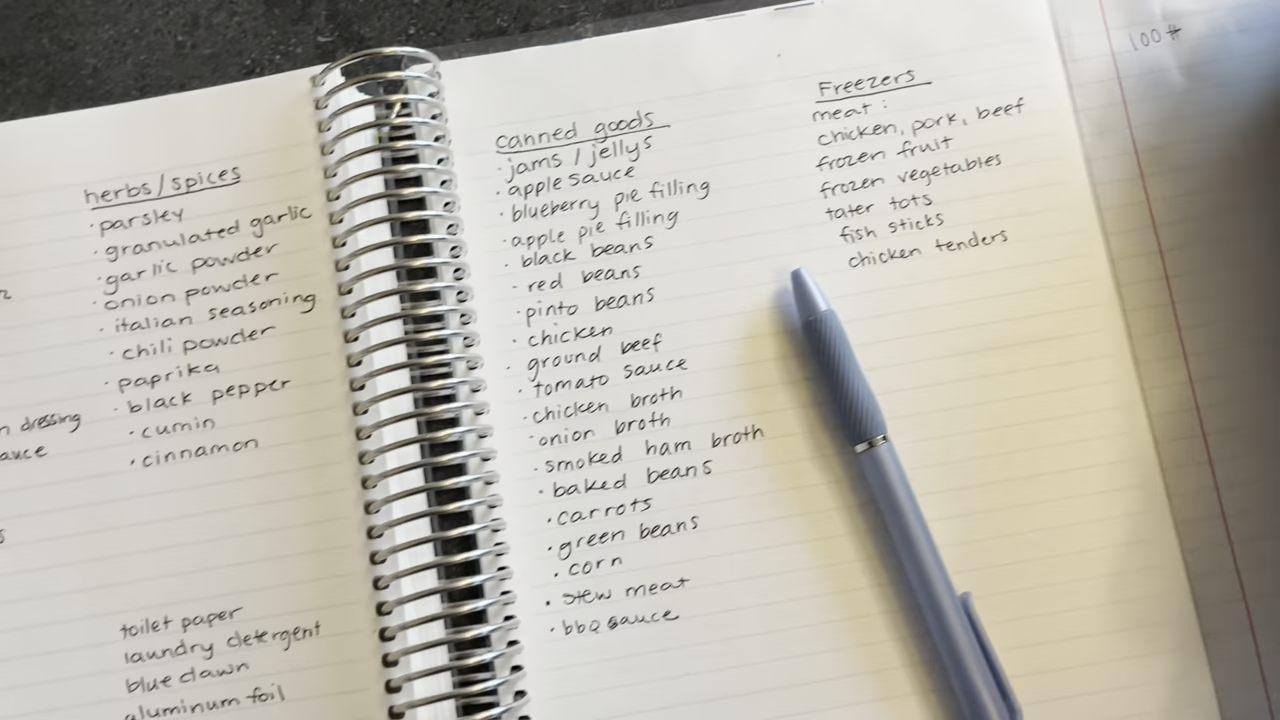 herbs/spices
· parsley
· granulated garlic
· garlic powder
· onion powder
· italian seasoning
· chili powder
· paprika
· black pepper
· cumin
· cinnamon
dressing
toilet paper
laundry detergent
blue dawn
aluminum foil
canned goods
· jams / jellys
· apple sauce
· blueberry pie filling
· apple pie filling
· black beans
· red beans
· pinto beans
· chicken
· ground beef
· tomato sauce
· chicken broth
· onion broth
· smoked ham broth
· baked beans
· carrots
· green beans
· corn
· stew meat
· bbq sauce
Freezers
meat:
chicken, pork, beef
frozen fruit
frozen vegetables
tater tots
fish sticks
chicken tenders
100#